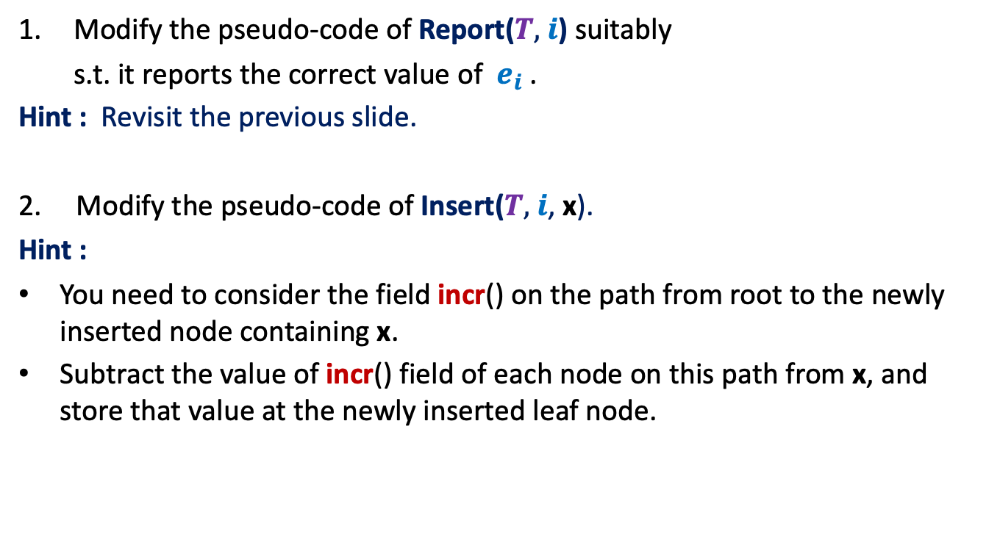 1. Modify the pseudo-code of Report(T, i) suitably
s.t. it reports the correct value of eᵢ .
Hint : Revisit the previous slide.
2. Modify the pseudo-code of Insert(T, i, x).
Hint :
• You need to consider the field incr() on the path from root to the newly
inserted node containing x.
• Subtract the value of incr() field of each node on this path from x, and
store that value at the newly inserted leaf node.